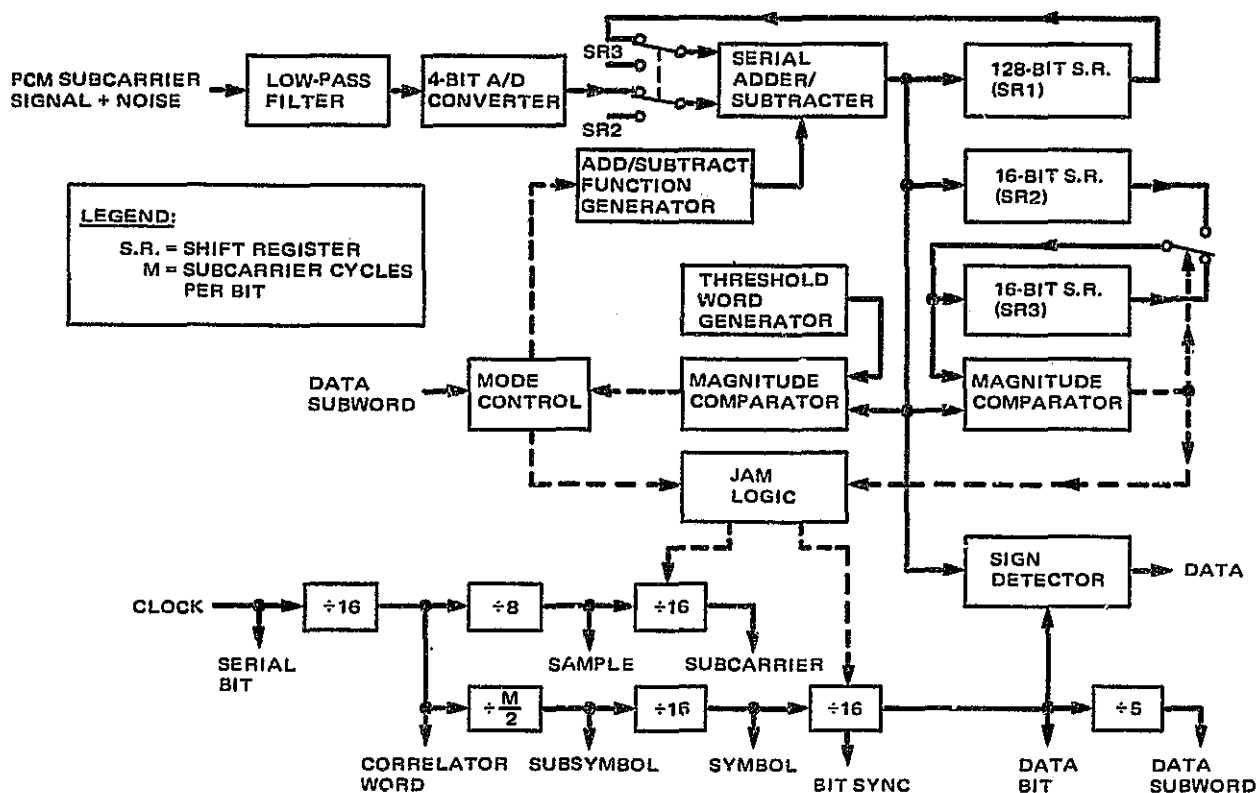 PCM SUBCARRIER
SIGNAL + NOISE
LOW-PASS
FILTER
4-BIT A/D
CONVERTER
SR3
SR2
SERIAL
ADDER/
SUBTRACTER
128-BIT S.R.
(SR1)
ADD/SUBTRACT
FUNCTION
GENERATOR
16-BIT S.R.
(SR2)
LEGEND:
S.R. = SHIFT REGISTER
M = SUBCARRIER CYCLES
PER BIT
THRESHOLD
WORD
GENERATOR
16-BIT S.R.
(SR3)
DATA
SUBWORD
MODE
CONTROL
MAGNITUDE
COMPARATOR
MAGNITUDE
COMPARATOR
JAM
LOGIC
SIGN
DETECTOR
DATA
CLOCK
÷16
÷8
÷16
SERIAL
BIT
SAMPLE
SUBCARRIER
÷ M/2
÷16
÷16
÷5
CORRELATOR
WORD
SUBSYMBOL
SYMBOL
BIT SYNC
DATA
BIT
DATA
SUBWORD